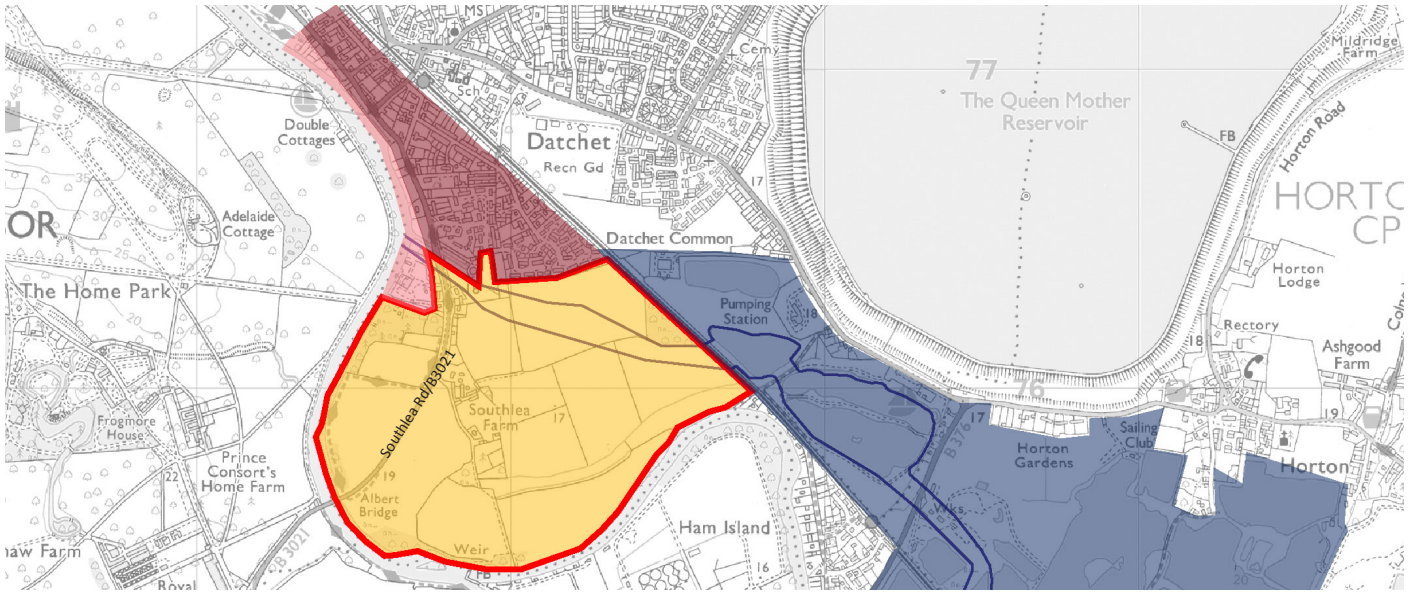 MS
Cemy
Mildridge
Farm
77
Sch
The Queen Mother
Reservoir
Double
Cottages
Datchet
FB
Horton Road
Recn Gd
17
35
HORTO
CP
30
Adelaide
Cottage
OR
25
Datchet Common
Horton
Lodge
The Home Park
Pumping
Station
18
20
Rectory
18
Ashgood
Farm
Southlea Rd/B3021
76
17
Southlea
Farm
17
19
Sailing
Club
Frogmore
House
B 376
Horton
Gardens
Horton
Prince
Consort's
Home Farm
22
19
Albert
Bridge
Wks
Ham Island
B3021
Weir
haw Farm
FB
16
20
Royal